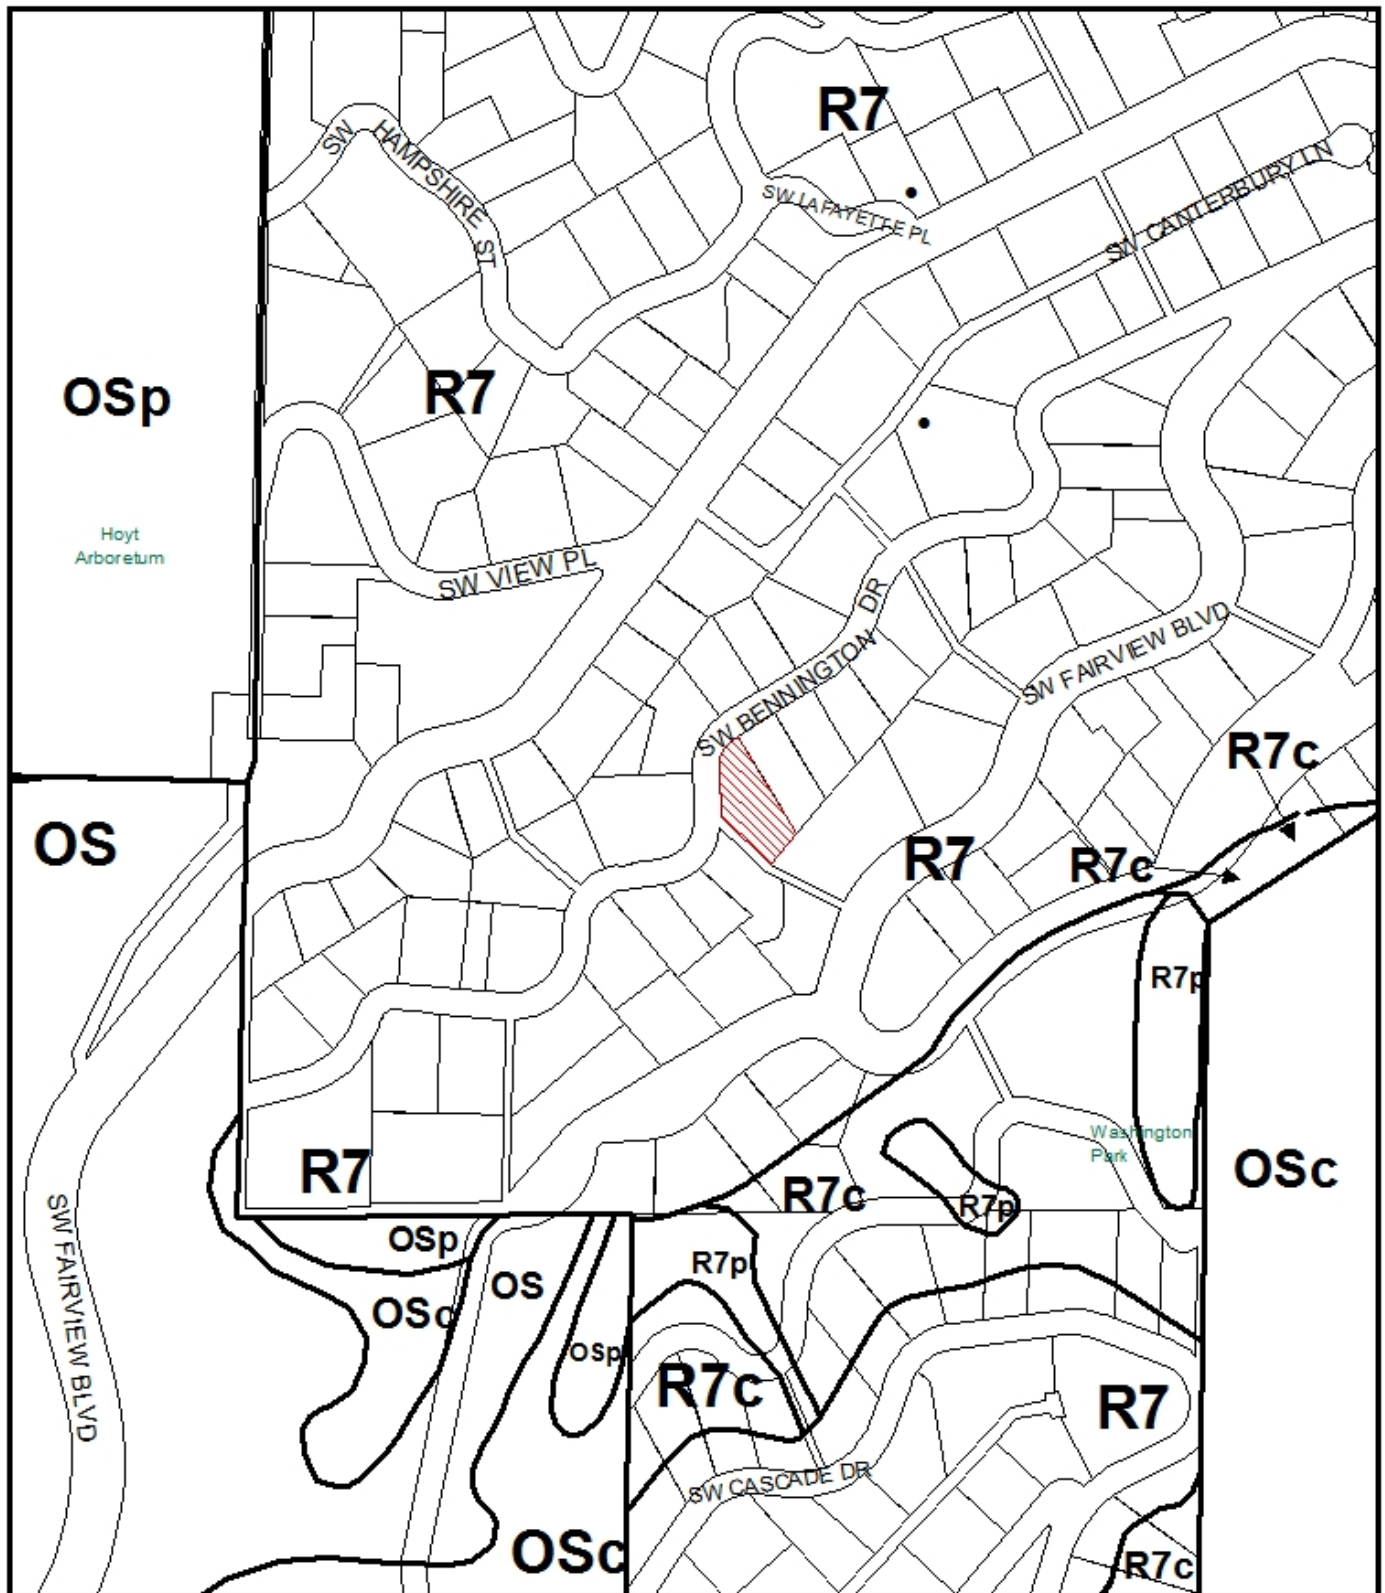 R7
SW HAMPSHIRE ST
SW LAFAYETTE PL
SW CANTERBURY LN
OSp
R7
Hoyt
Arboretum
SW VIEW PL
SW BENNINGTON DR
SW FAIRVIEW BLVD
R7c
OS
R7
R7c
R7p
Washington
Park
R7
R7c
OSc
R7p
SW FAIRVIEW BLVD
OSp
R7p
OS
OSc
OSp
R7c
R7
SW CASCADE DR
OSc
R7c